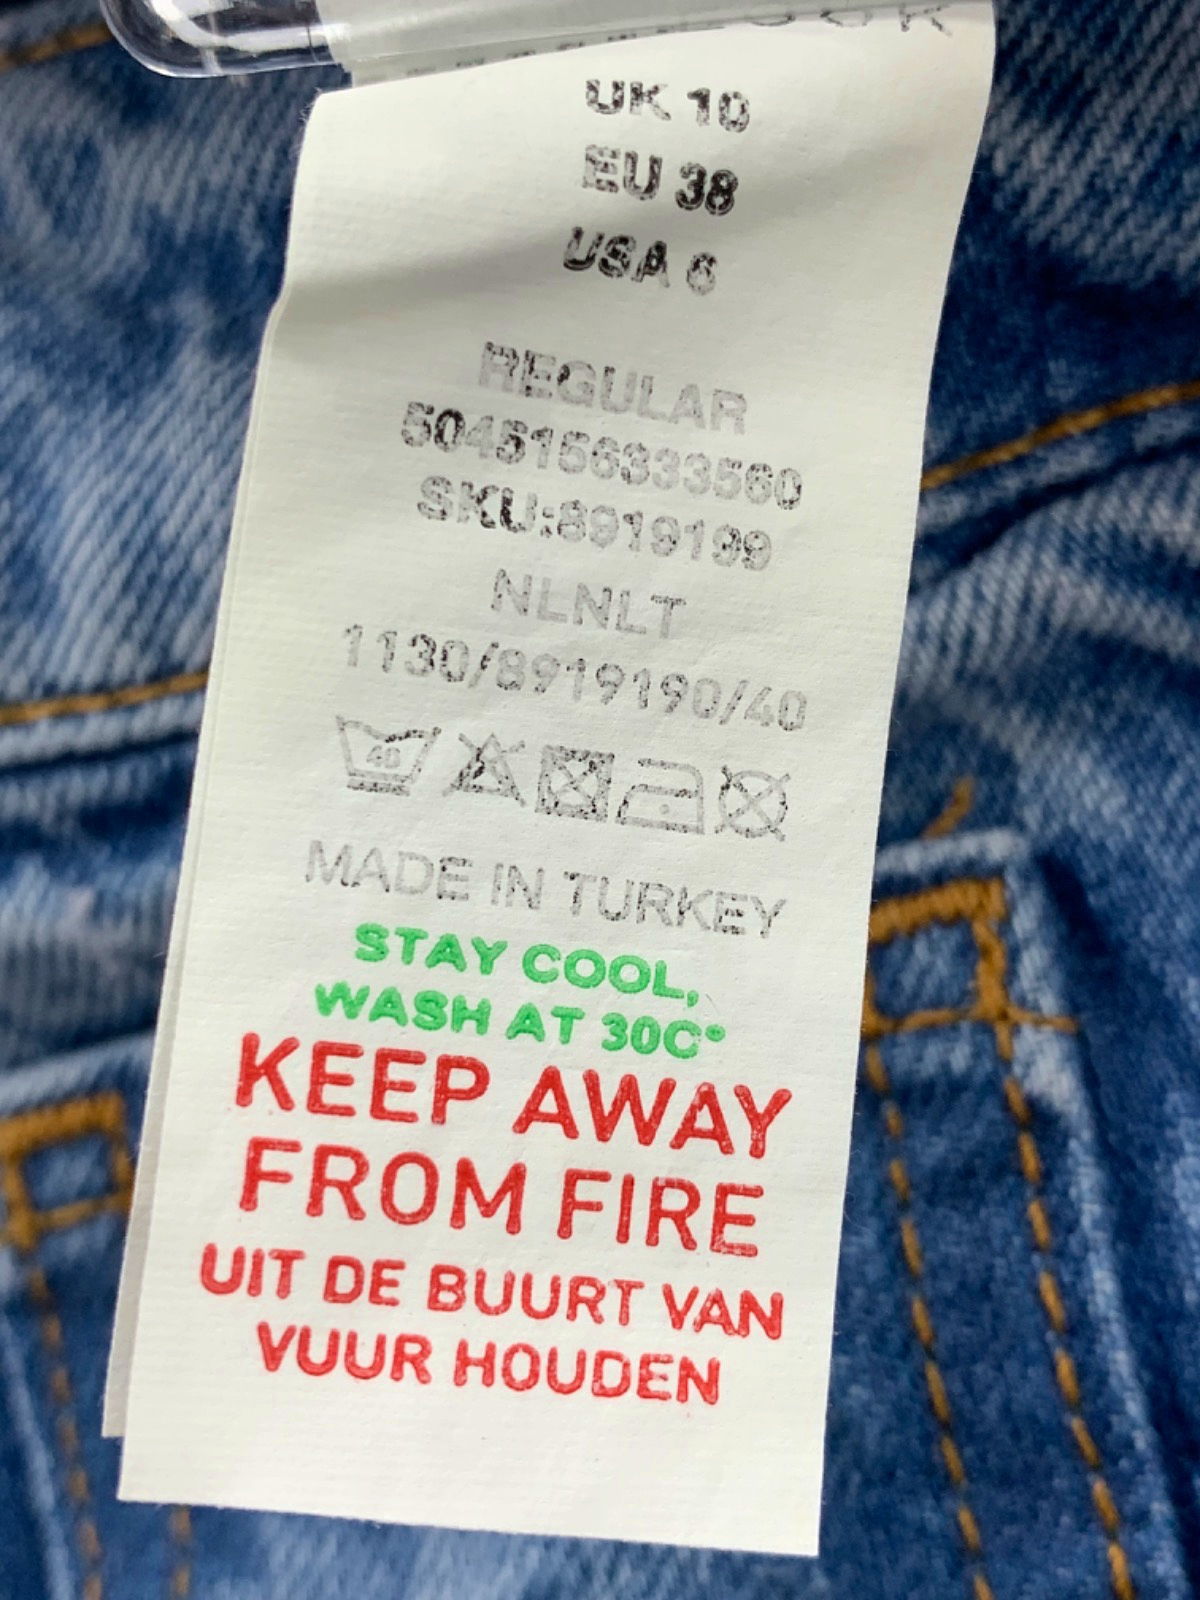 UK 10
EU 38
USA 6
REGULAR
5045156333560
SKU:8919199
NLNLT
1130/8919190/40
40
MADE IN TURKEY
STAY COOL,
WASH AT 30C°
KEEP AWAY
FROM FIRE
UIT DE BUURT VAN
VUUR HOUDEN